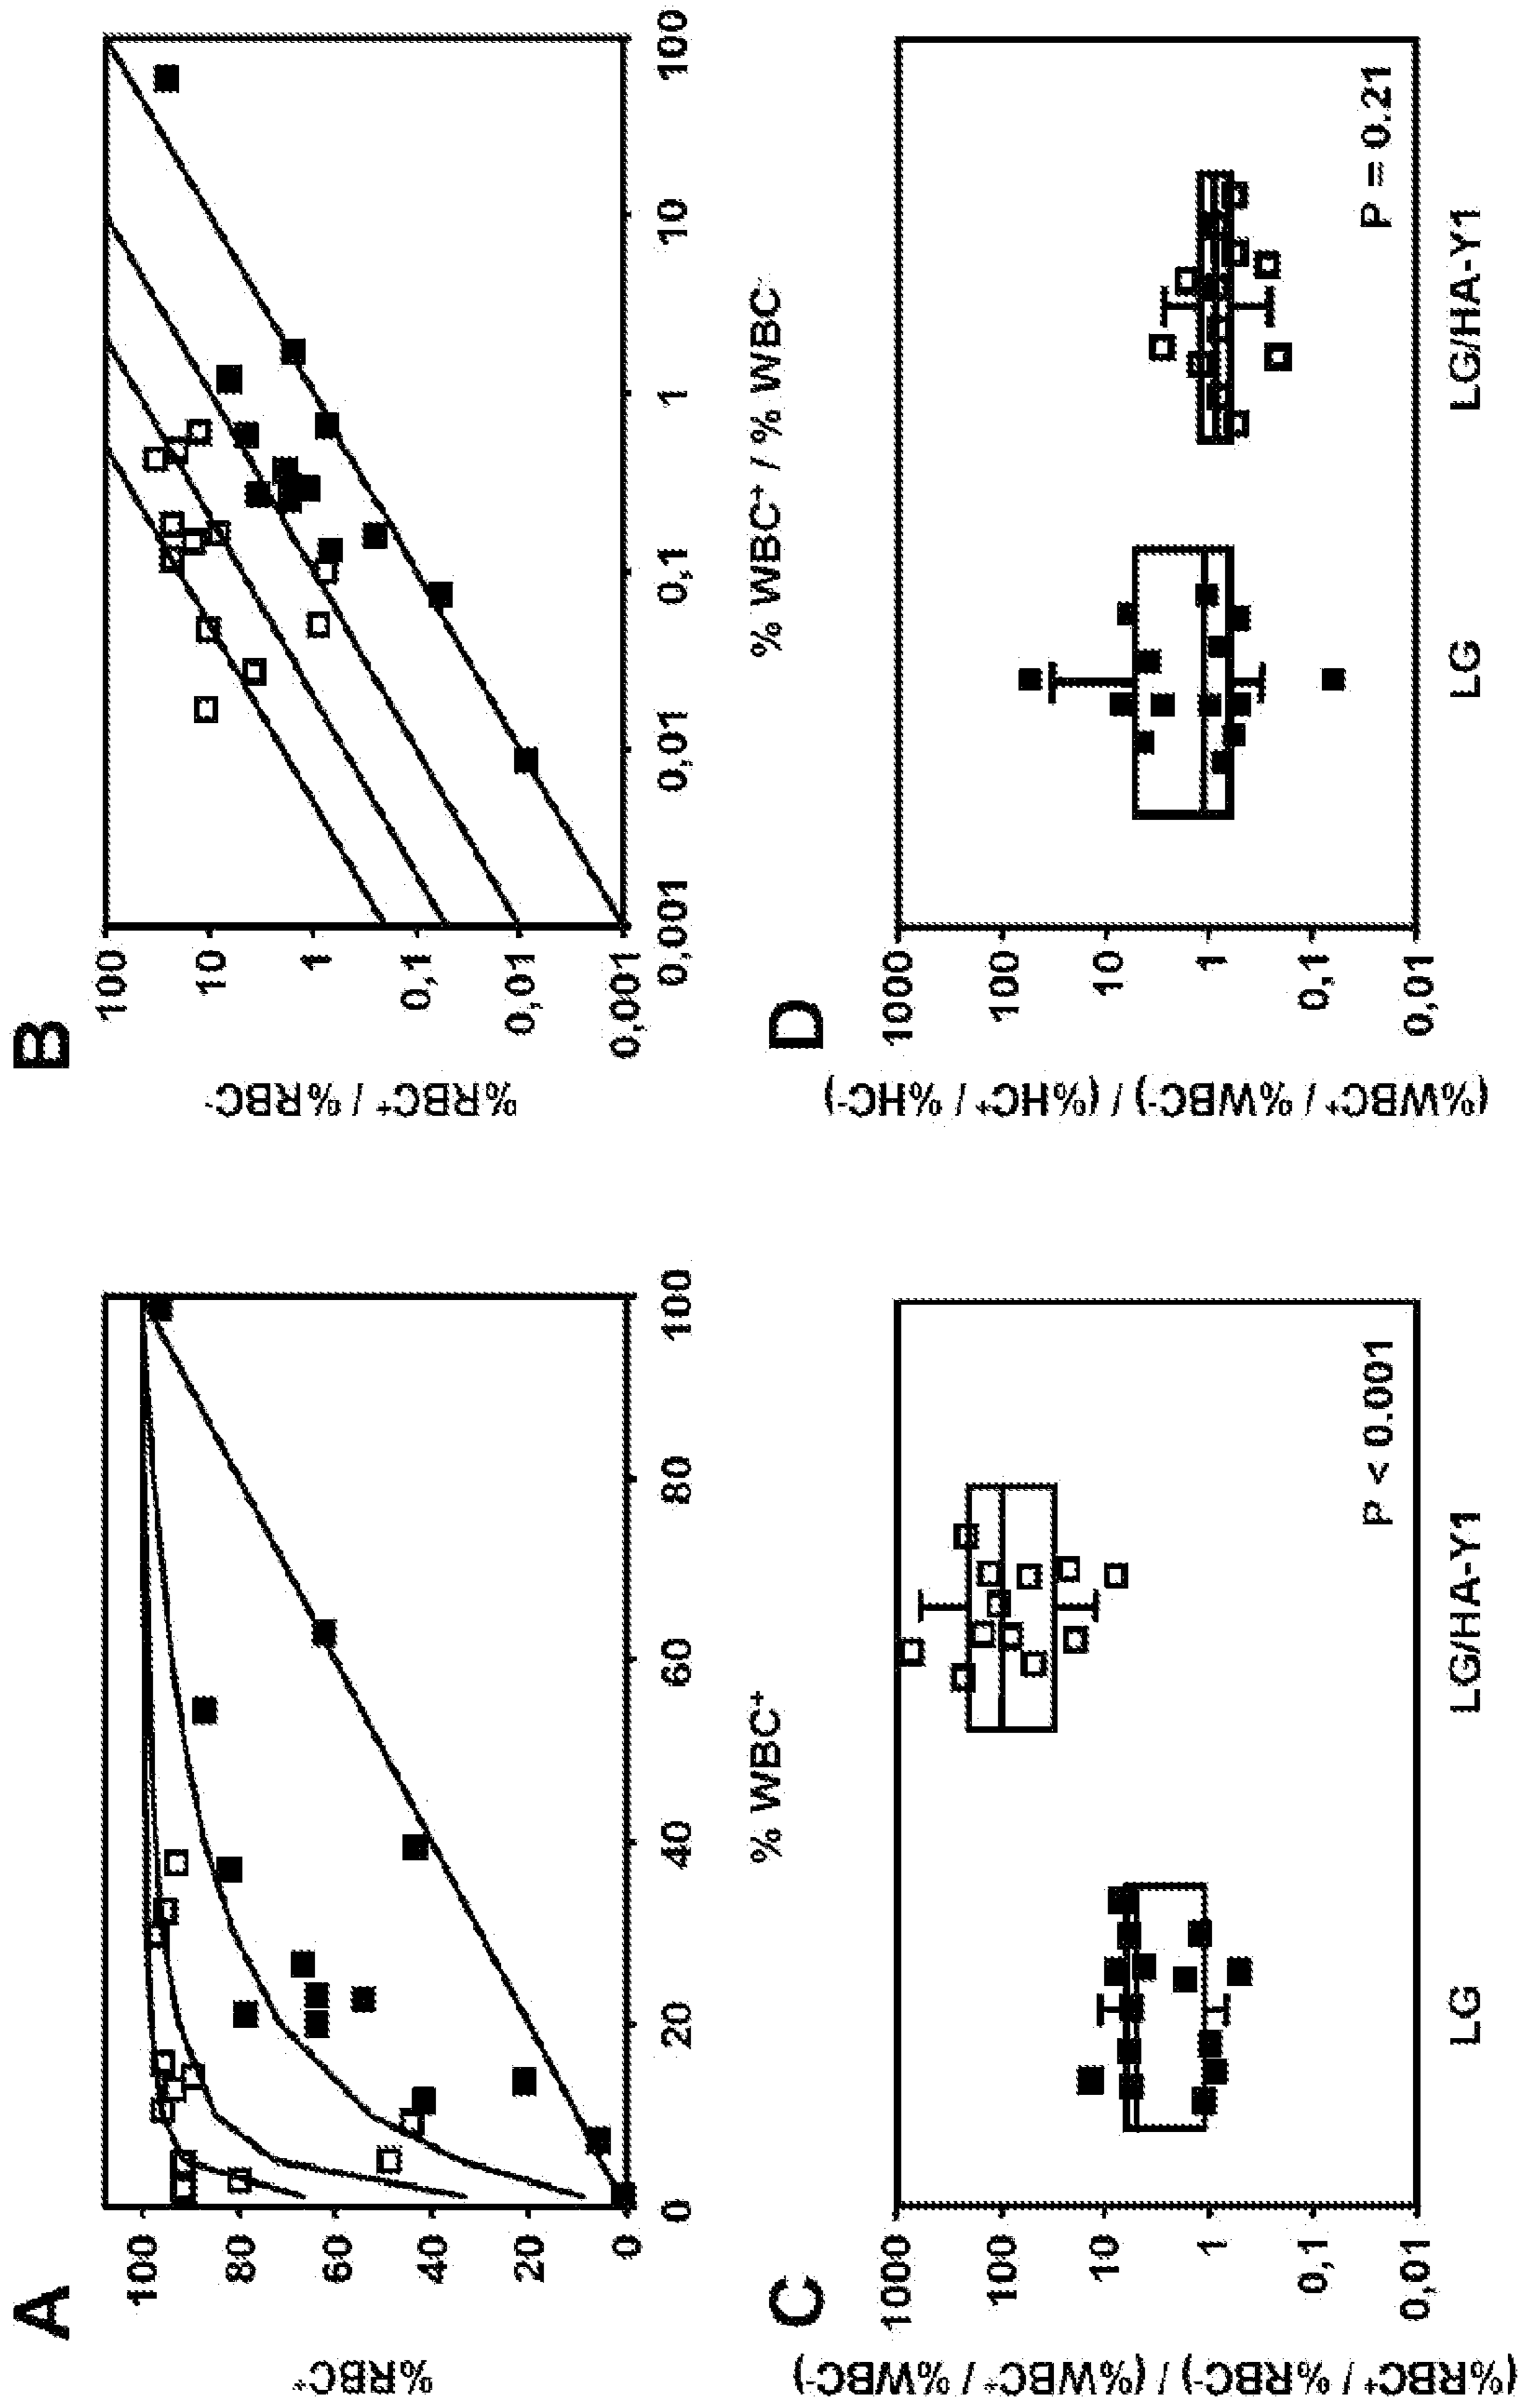 A
%RBC+
100
80
60
40
20
0
0 20 40 60 80 100
% WBC+
B
%RBC+ / %RBC-
100
10
1
0,1
0,01
0,001
0,001 0,01 0,1 1 10 100
% WBC+ / % WBC-
C
(%RBC+ / %RBC-) / (%WBC+ / %WBC-)
1000
100
10
1
0,1
0,01
P < 0.001
LG LG/HA-Y1
D
(%WBC+ / %WBC-) / (%HC+ / %HC-)
1000
100
10
1
0,1
0,01
P = 0.21
LG LG/HA-Y1